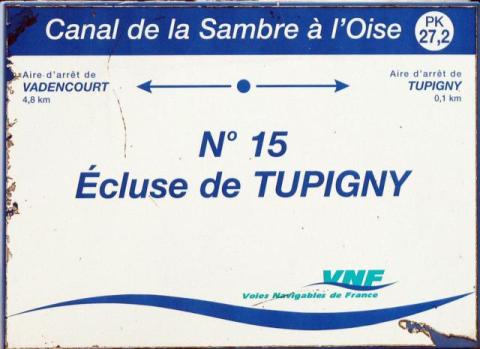 Canal de la Sambre à l'Oise
PK
27,2
Aire d'arrêt de
VADENCOURT
4,8 km
Aire d'arrêt de
TUPIGNY
0,1 km
N° 15
Écluse de TUPIGNY
VNF
Voies Navigables de France